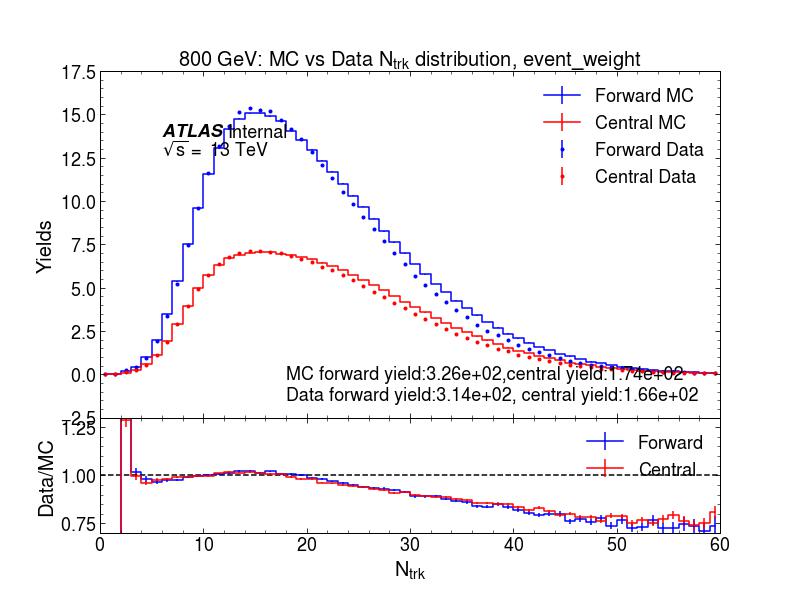 800 GeV: MC vs Data Ntrk distribution, event_weight
17.5
15.0
12.5
10.0
7.5
5.0
2.5
0.0
2.5
Yields
ATLAS Internal
√s = 13 TeV
Forward MC
Central MC
Forward Data
Central Data
MC forward yield:3.26e+02,central yield:1.74e+02
Data forward yield:3.14e+02, central yield:1.66e+02
1.25
1.00
0.75
Data/MC
Forward
Central
0 10 20 30 40 50 60
Ntrk